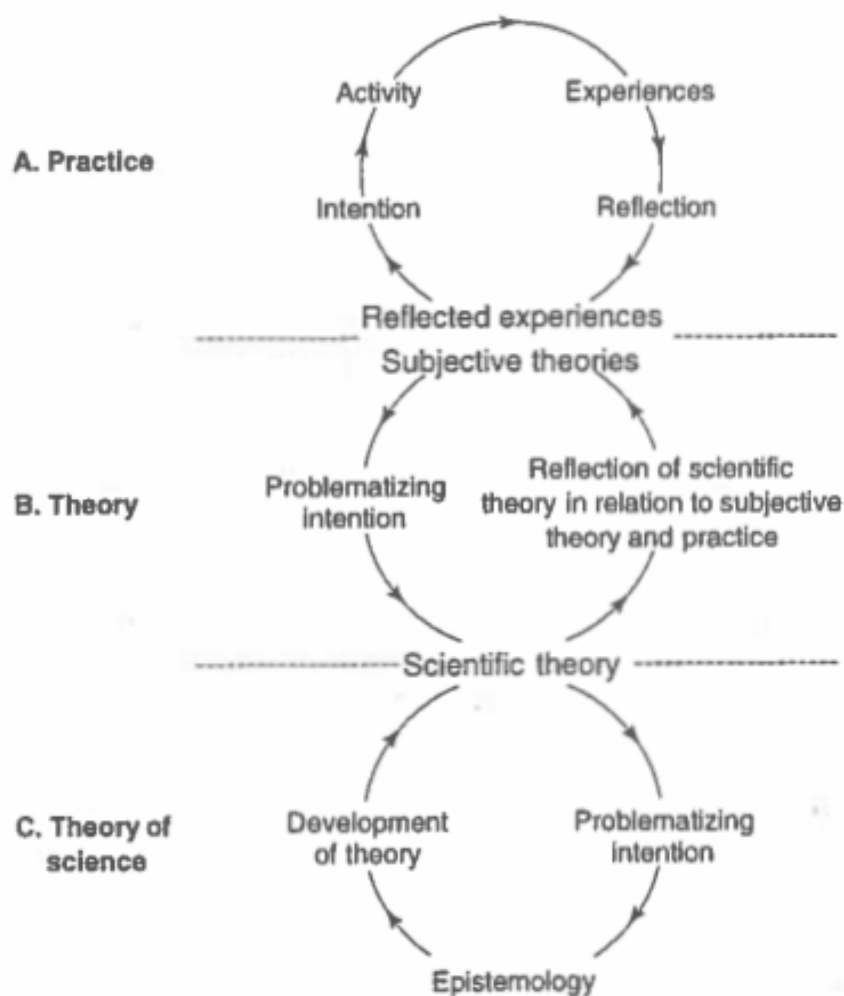 Activity
Experiences
A. Practice
Intention
Reflection
Reflected experiences
Subjective theories
B. Theory
Problematizing
intention
Reflection of scientific
theory in relation to subjective
theory and practice
Scientific theory
C. Theory of
science
Development
of theory
Problematizing
intention
Epistemology